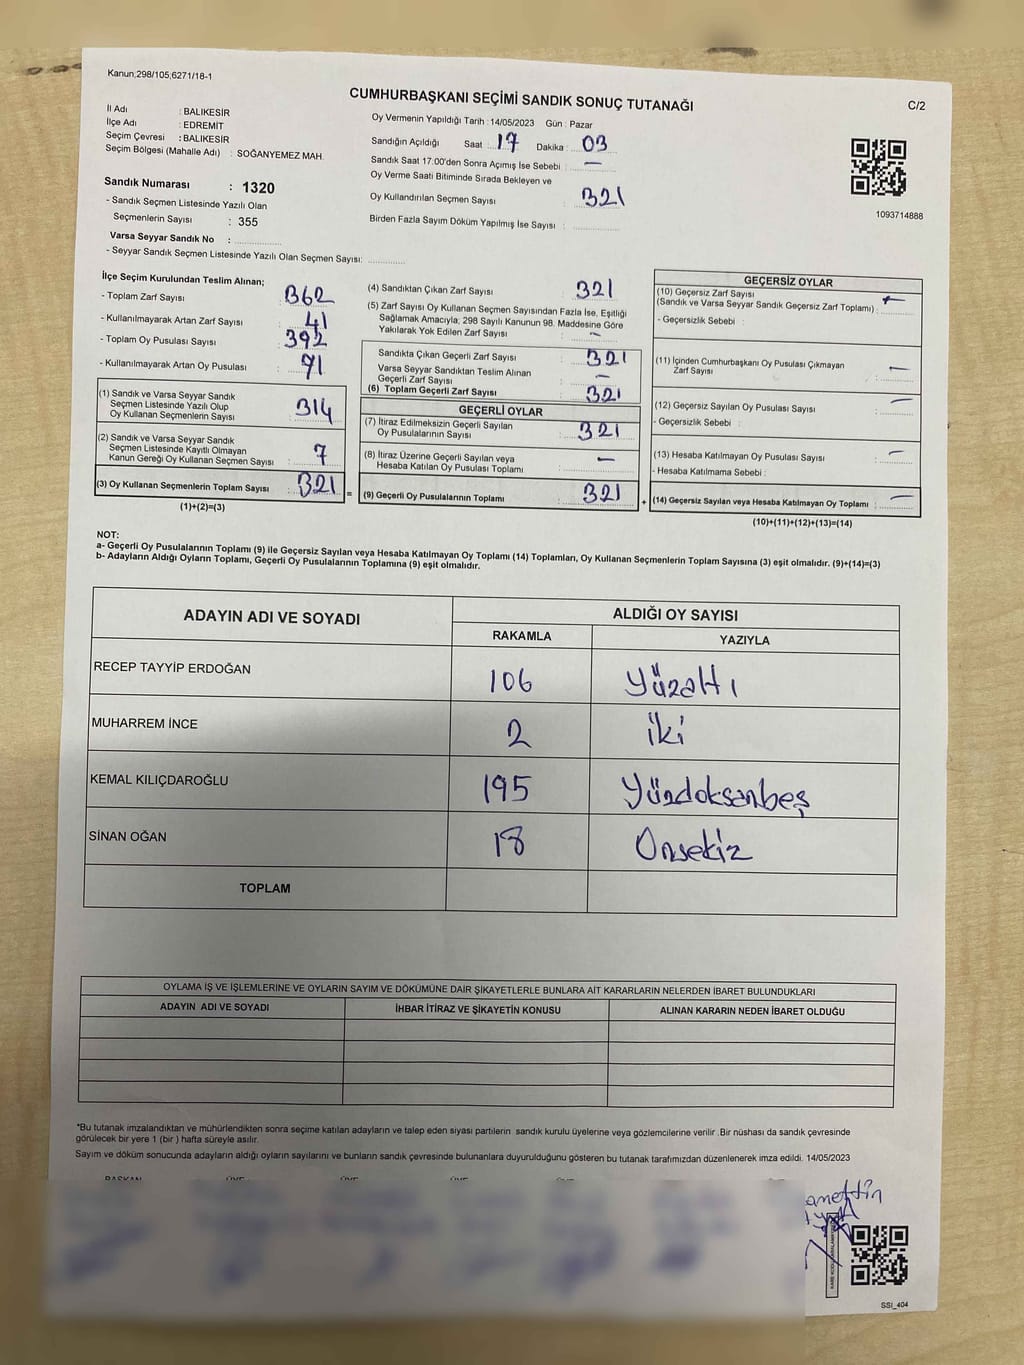 Kanun;298/105;6271/18-1
CUMHURBAŞKANI SEÇİMİ SANDIK SONUÇ TUTANAĞI
C/2
İl Adı : BALIKESİR
İlçe Adı : EDREMİT
Seçim Çevresi : BALIKESİR
Seçim Bölgesi (Mahalle Adı) : SOĞANYEMEZ MAH.
Sandık Numarası : 1320
- Sandık Seçmen Listesinde Yazılı Olan
Seçmenlerin Sayısı : 355
Varsa Seyyar Sandık No :
- Seyyar Sandık Seçmen Listesinde Yazılı Olan Seçmen Sayısı:
Oy Vermenin Yapıldığı Tarih : 14/05/2023 Gün : Pazar
Sandığın Açıldığı Saat : 17 Dakika : 03
Sandık Saat 17:00'den Sonra Açımış İse Sebebi : —
Oy Verme Saati Bitiminde Sırada Bekleyen ve
Oy Kullandırılan Seçmen Sayısı : 321
Birden Fazla Sayım Döküm Yapılmış İse Sayısı :
1093714888
İlçe Seçim Kurulundan Teslim Alınan;
- Toplam Zarf Sayısı : 362
- Kullanılmayarak Artan Zarf Sayısı : 41
- Toplam Oy Pusulası Sayısı : 392
- Kullanılmayarak Artan Oy Pusulası : 71
(1) Sandık ve Varsa Seyyar Sandık
Seçmen Listesinde Yazılı Olup
Oy Kullanan Seçmenlerin Sayısı : 314
(2) Sandık ve Varsa Seyyar Sandık
Seçmen Listesinde Kayıtlı Olmayan
Kanun Gereği Oy Kullanan Seçmen Sayısı : 7
(3) Oy Kullanan Seçmenlerin Toplam Sayısı : 321
(1)+(2)=(3)
=
(4) Sandıktan Çıkan Zarf Sayısı : 321
(5) Zarf Sayısı Oy Kullanan Seçmen Sayısından Fazla İse, Eşitliği
Sağlamak Amacıyla; 298 Sayılı Kanunun 98. Maddesine Göre
Yakılarak Yok Edilen Zarf Sayısı : —
Sandıkta Çıkan Geçerli Zarf Sayısı : 321
Varsa Seyyar Sandıktan Teslim Alınan
Geçerli Zarf Sayısı : —
(6) Toplam Geçerli Zarf Sayısı : 321
GEÇERLİ OYLAR
(7) İtiraz Edilmeksizin Geçerli Sayılan
Oy Pusulalarının Sayısı : 321
(8) İtiraz Üzerine Geçerli Sayılan veya
Hesaba Katılan Oy Pusulası Toplamı : —
(9) Geçerli Oy Pusulalarının Toplamı : 321
+
GEÇERSİZ OYLAR
(10) Geçersiz Zarf Sayısı
(Sandık ve Varsa Seyyar Sandık Geçersiz Zarf Toplamı) : —
- Geçersizlik Sebebi :
(11) İçinden Cumhurbaşkanı Oy Pusulası Çıkmayan
Zarf Sayısı : —
(12) Geçersiz Sayılan Oy Pusulası Sayısı : —
- Geçersizlik Sebebi :
(13) Hesaba Katılmayan Oy Pusulası Sayısı : —
- Hesaba Katılmama Sebebi :
(14) Geçersiz Sayılan veya Hesaba Katılmayan Oy Toplamı : —
(10)+(11)+(12)+(13)=(14)
NOT:
a- Geçerli Oy Pusulalarının Toplamı (9) ile Geçersiz Sayılan veya Hesaba Katılmayan Oy Toplamı (14) Toplamları, Oy Kullanan Seçmenlerin Toplam Sayısına (3) eşit olmalıdır. (9)+(14)=(3)
b- Adayların Aldığı Oyların Toplamı, Geçerli Oy Pusulalarının Toplamına (9) eşit olmalıdır.
ADAYIN ADI VE SOYADI ALDIĞI OY SAYISI
RAKAMLA YAZIYLA
RECEP TAYYİP ERDOĞAN 106 Yüzaltı
MUHARREM İNCE 2 iki
KEMAL KILIÇDAROĞLU 195 Yüzdoksanbeş
SİNAN OĞAN 18 Onsekiz
TOPLAM
OYLAMA İŞ VE İŞLEMLERİNE VE OYLARIN SAYIM VE DÖKÜMÜNE DAİR ŞİKAYETLERLE BUNLARA AİT KARARLARIN NELERDEN İBARET BULUNDUKLARI
ADAYIN ADI VE SOYADI İHBAR İTİRAZ VE ŞİKAYETİN KONUSU ALINAN KARARIN NEDEN İBARET OLDUĞU
*Bu tutanak imzalandıktan ve mühürlendikten sonra seçime katılan adayların ve talep eden siyasi partilerin sandık kurulu üyelerine veya gözlemcilerine verilir .Bir nüshası da sandık çevresinde
görülecek bir yere 1 (bir ) hafta süreyle asılır.
Sayım ve döküm sonucunda adayların aldığı oyların sayılarını ve bunların sandık çevresinde bulunanlara duyurulduğunu gösteren bu tutanak tarafımızdan düzenlenerek imza edildi. 14/05/2023
BAŞKAN ÜYE ÜYE ÜYE ÜYE
anettin
SSİ_404